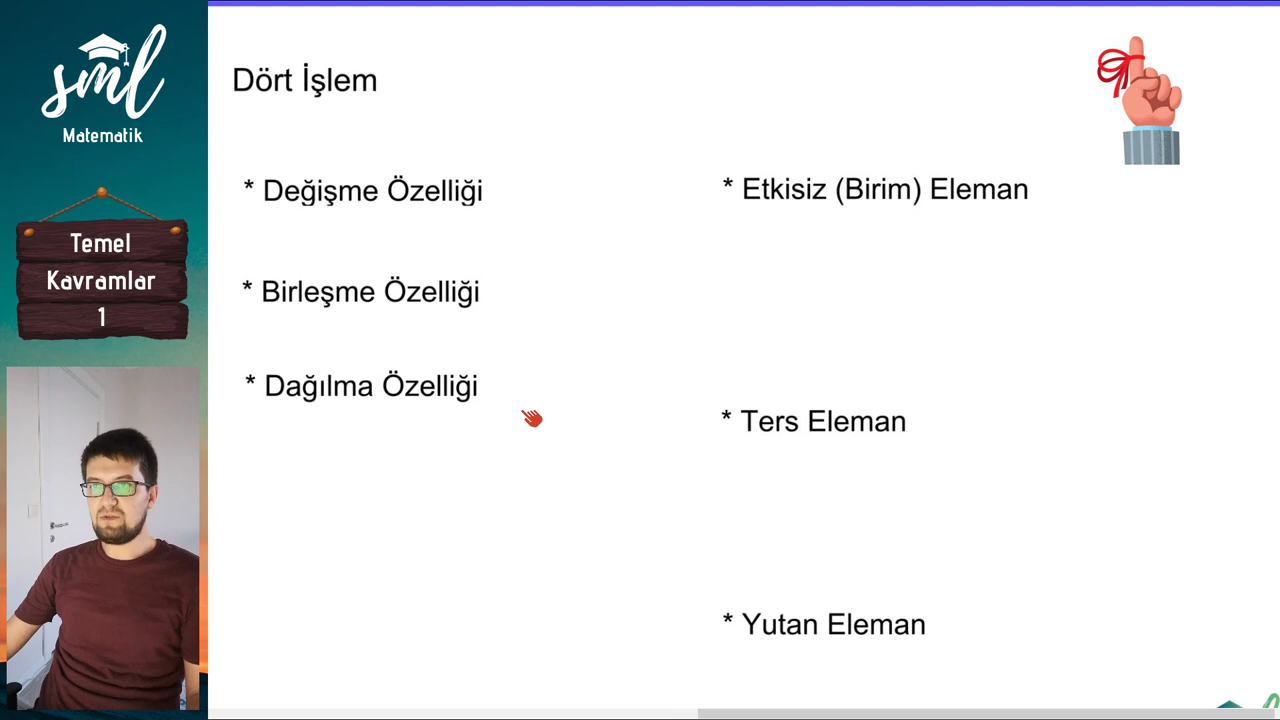 sml
Matematik
Temel
Kavramlar
1
Dört İşlem
* Değişme Özelliği
* Birleşme Özelliği
* Dağılma Özelliği
* Etkisiz (Birim) Eleman
* Ters Eleman
* Yutan Eleman